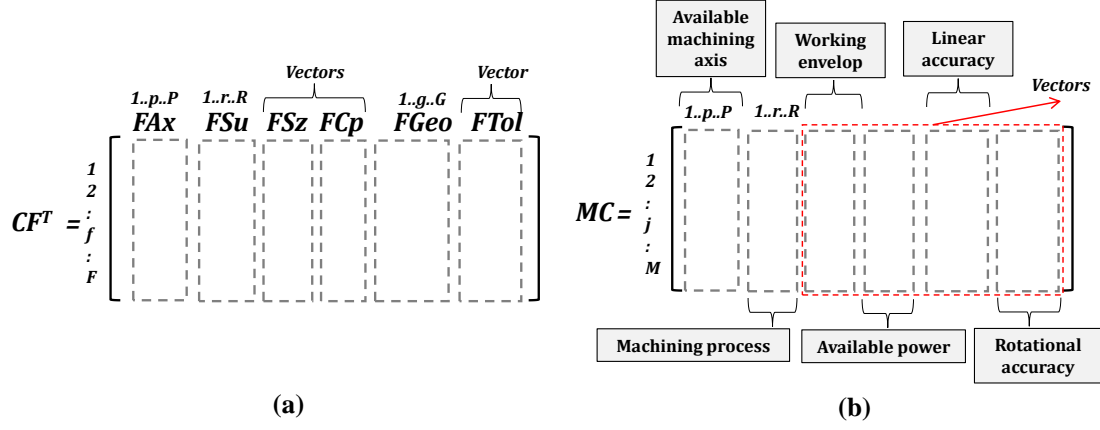 Vectors
Vector
1..p..P
1..r..R
1..g..G
FAx
FSu
FSz
FCp
FGeo
FTol
CFᵀ =
1
2
:
f
:
F
(a)
Available
machining
axis
Working
envelop
Linear
accuracy
Vectors
1..p..P
1..r..R
MC =
1
2
:
j
:
M
Machining process
Available power
Rotational
accuracy
(b)